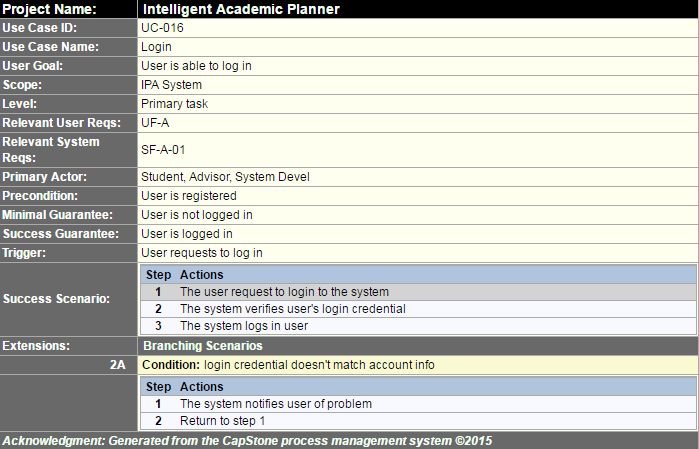 Project Name: Intelligent Academic Planner
Use Case ID: UC-016
Use Case Name: Login
User Goal: User is able to log in
Scope: IPA System
Level: Primary task
Relevant User Reqs: UF-A
Relevant System
Reqs: SF-A-01
Primary Actor: Student, Advisor, System Devel
Precondition: User is registered
Minimal Guarantee: User is not logged in
Success Guarantee: User is logged in
Trigger: User requests to log in
Success Scenario:
Step Actions
1 The user request to login to the system
2 The system verifies user's login credential
3 The system logs in user
Extensions: Branching Scenarios
2A Condition: login credential doesn't match account info
Step Actions
1 The system notifies user of problem
2 Return to step 1
Acknowledgment: Generated from the CapStone process management system ©2015